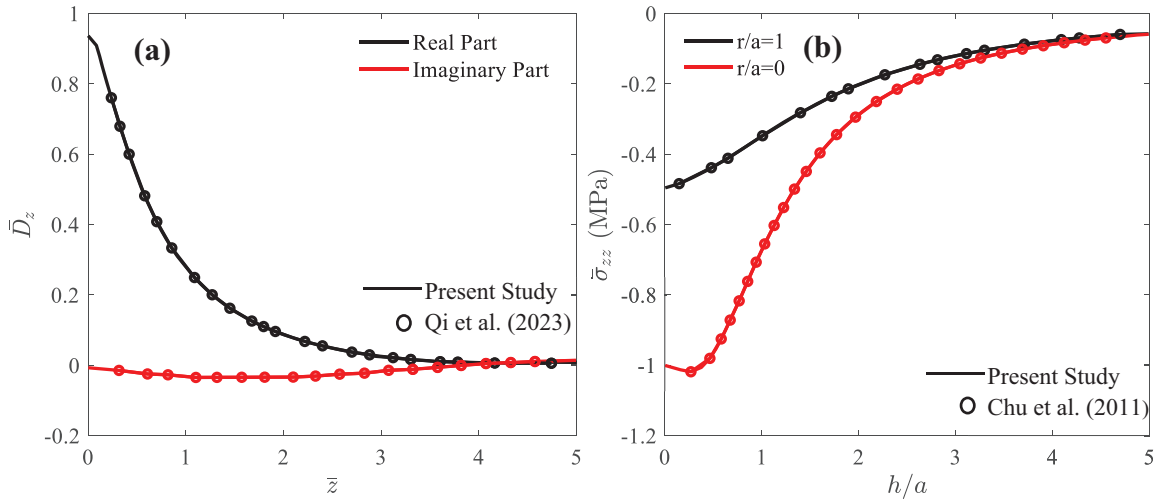 (a)
Real Part
Imaginary Part
Present Study
Qi et al. (2023)
1
0.8
0.6
0.4
0.2
0
-0.2
0 1 2 3 4 5
D̄_z
z̄
r/a=1
r/a=0
(b)
Present Study
Chu et al. (2011)
0
-0.2
-0.4
-0.6
-0.8
-1
-1.2
0 1 2 3 4 5
σ̄_zz (MPa)
h/a